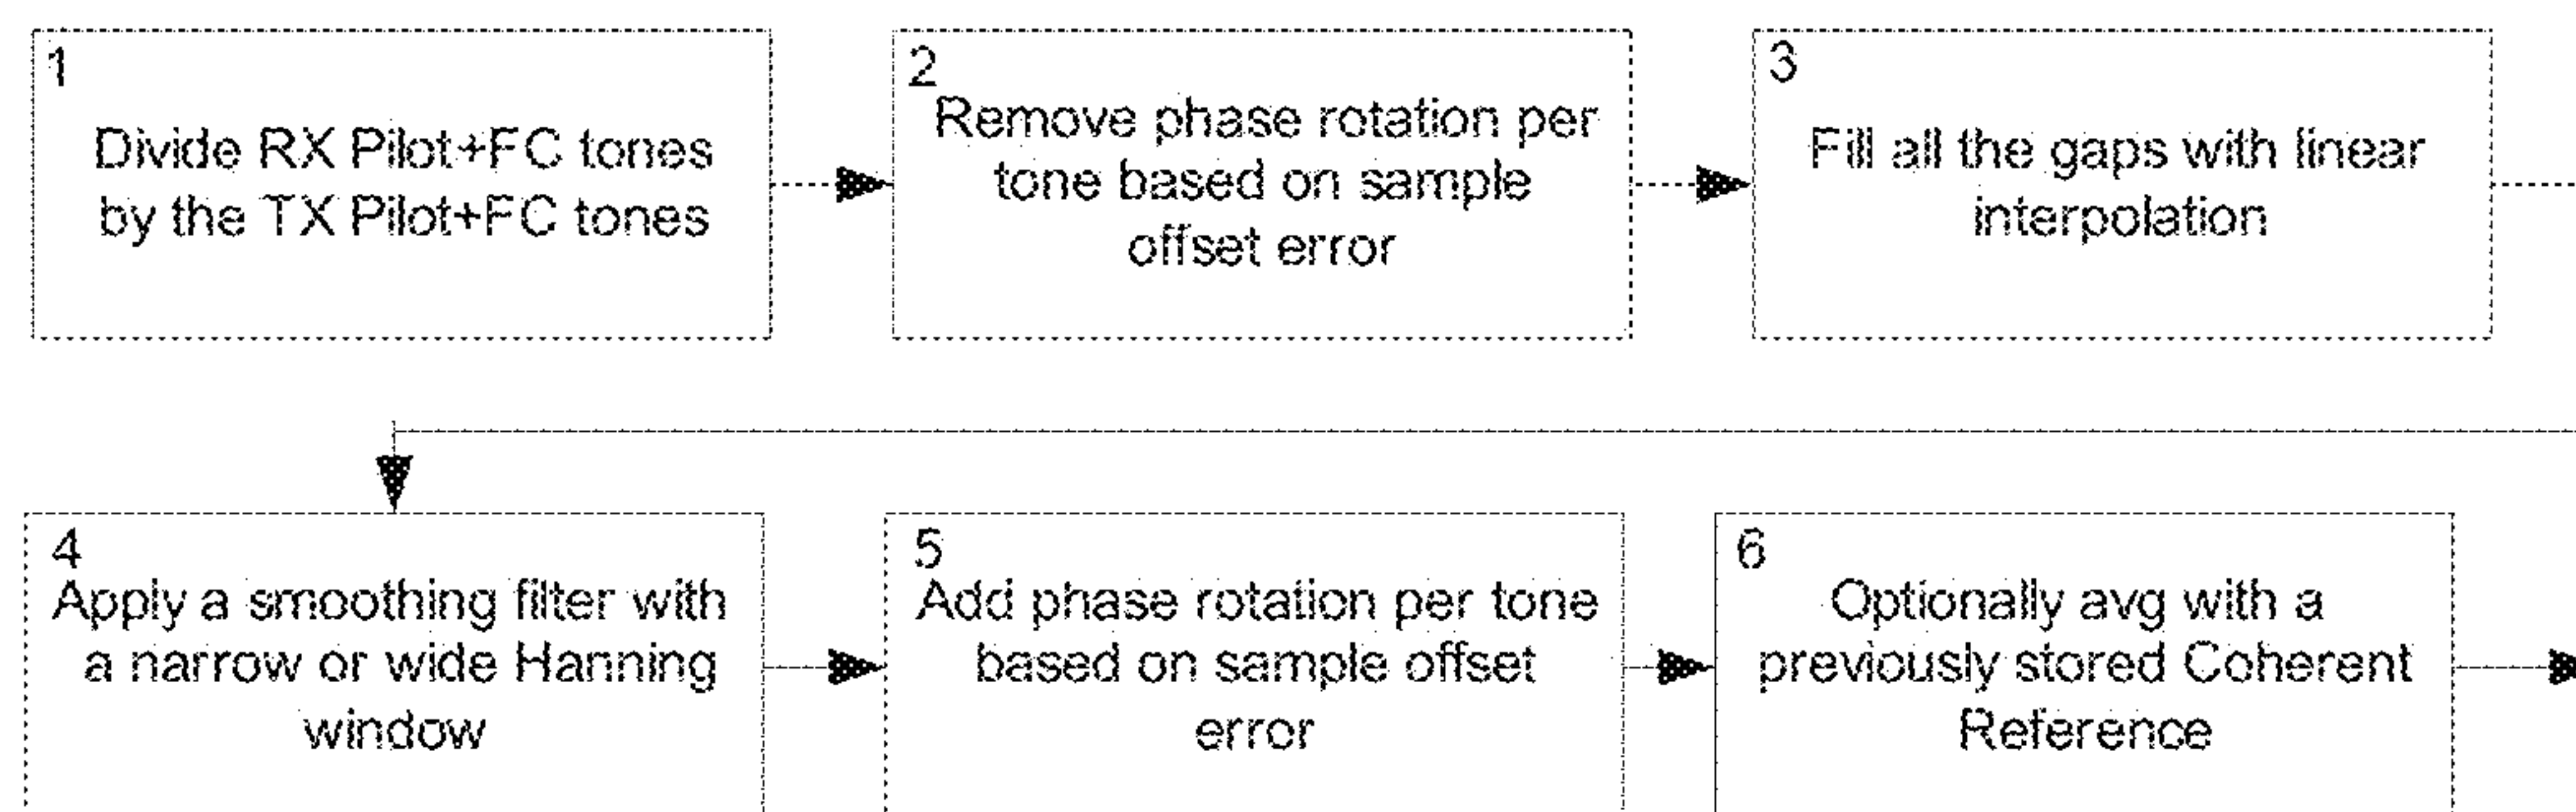 1
Divide RX Pilot+FC tones
by the TX Pilot+FC tones
2
Remove phase rotation per
tone based on sample
offset error
3
Fill all the gaps with linear
interpolation
4
Apply a smoothing filter with
a narrow or wide Hanning
window
5
Add phase rotation per tone
based on sample offset
error
6
Optionally avg with a
previously stored Coherent
Reference